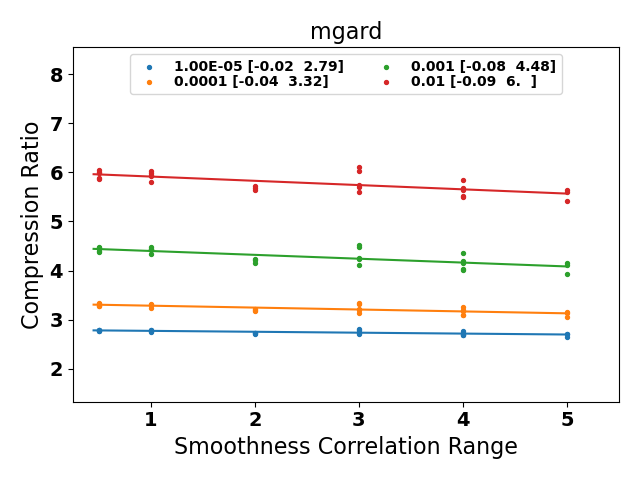 mgard
1.00E-05 [-0.02  2.79]
0.0001 [-0.04  3.32]
0.001 [-0.08  4.48]
0.01 [-0.09  6.  ]
Compression Ratio
8
7
6
5
4
3
2
1 2 3 4 5
Smoothness Correlation Range